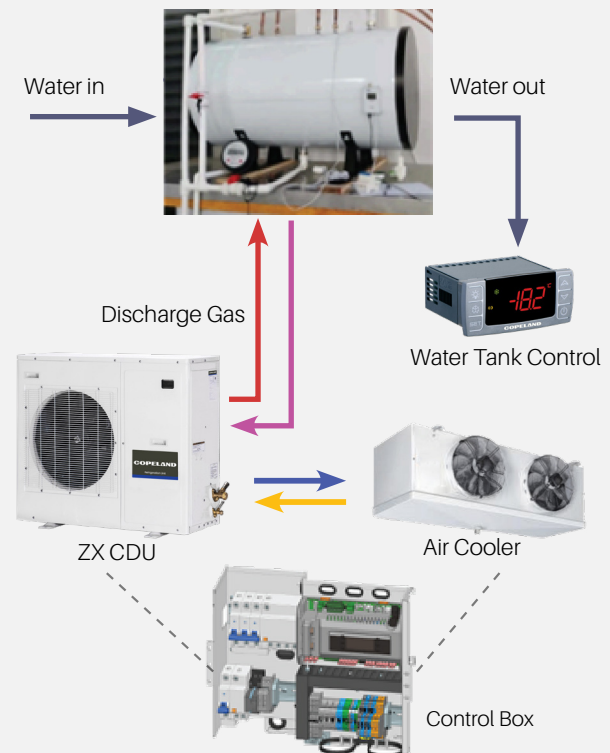 Water in
Water out
Discharge Gas
-18.2°C
COPELAND
Water Tank Control
COPELAND
ZX CDU
Air Cooler
Control Box